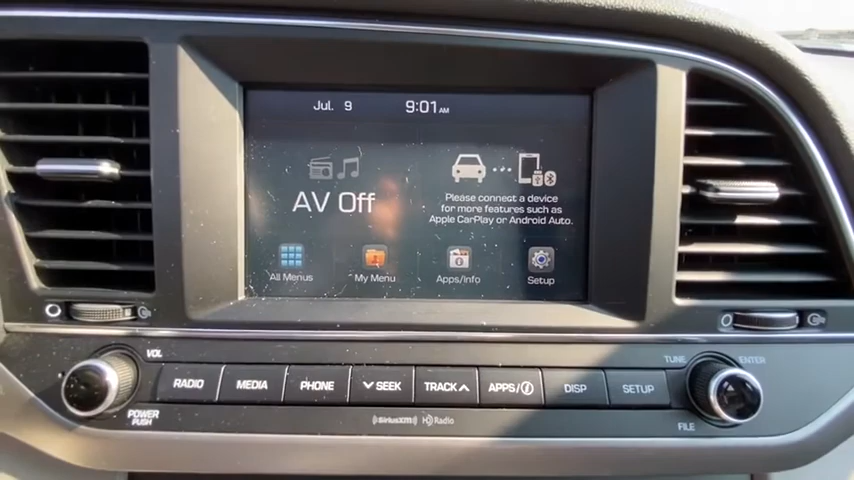 Jul. 9 9:01 AM
AV Off
Please connect a device
for more features such as
Apple CarPlay or Android Auto.
All Menus
My Menu
Apps/Info
Setup
VOL
TUNE
ENTER
RADIO
MEDIA
PHONE
SEEK
TRACK
APPS/i
DISP
SETUP
POWER
PUSH
SiriusXM
HD Radio
FILE